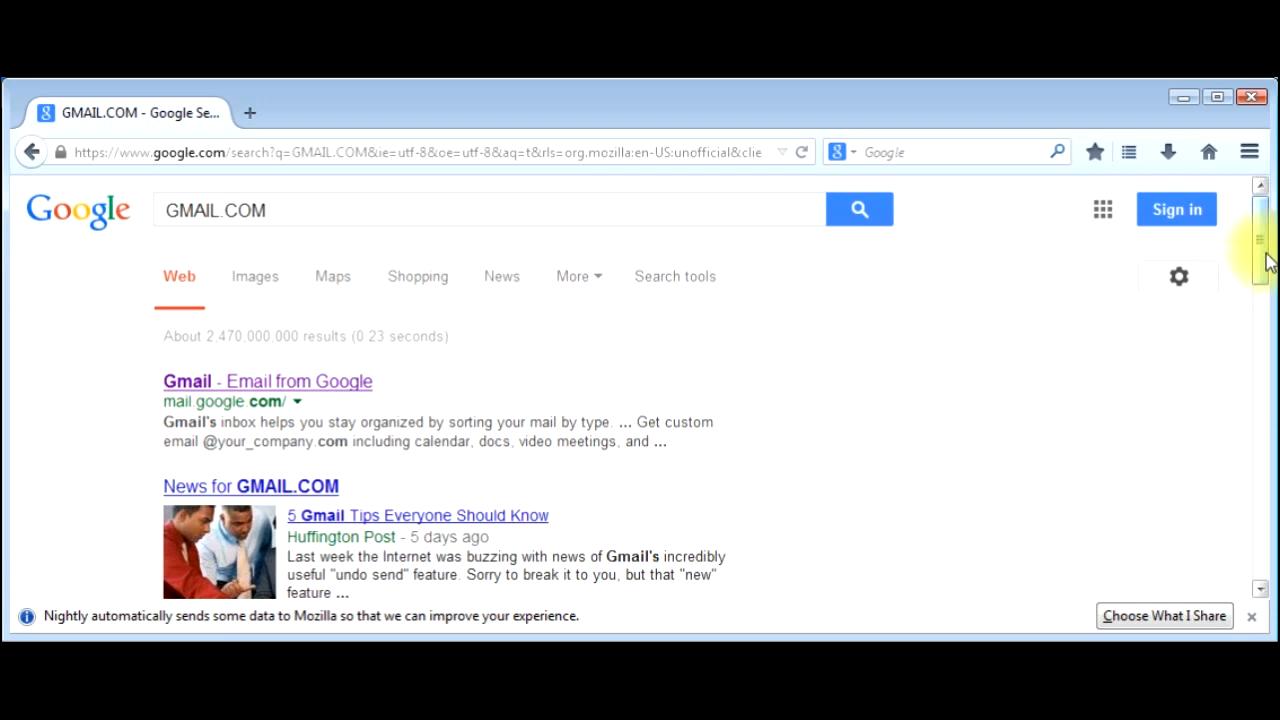 GMAIL.COM - Google Se...
https://www.google.com/search?q=GMAIL.COM&ie=utf-8&oe=utf-8&aq=t&rls=org.mozilla:en-US:unofficial&clie
Google
Google
GMAIL.COM
Sign in
Web Images Maps Shopping News More Search tools
About 2,470,000,000 results (0.23 seconds)
Gmail - Email from Google
mail.google.com/
Gmail's inbox helps you stay organized by sorting your mail by type. ... Get custom
email @your_company.com including calendar, docs, video meetings, and ...
News for GMAIL.COM
5 Gmail Tips Everyone Should Know
Huffington Post - 5 days ago
Last week the Internet was buzzing with news of Gmail's incredibly
useful "undo send" feature. Sorry to break it to you, but that "new"
feature ...
Nightly automatically sends some data to Mozilla so that we can improve your experience.
Choose What I Share